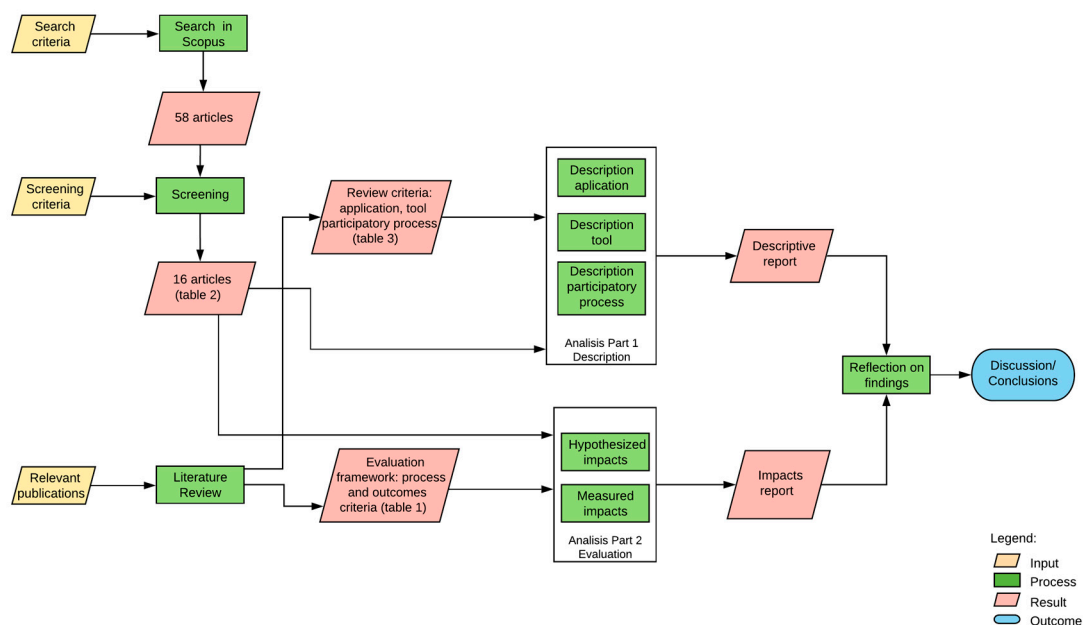 Search
criteria
Search in
Scopus
58 articles
Screening
criteria
Screening
16 articles
(table 2)
Review criteria:
application, tool
participatory process
(table 3)
Description
aplication
Description
tool
Description
participatory
process
Analisis Part 1
Description
Descriptive
report
Reflection on
findings
Discussion/
Conclusions
Relevant
publications
Literature
Review
Evaluation
framework: process
and outcomes
criteria (table 1)
Hypothesized
impacts
Measured
impacts
Analisis Part 2
Evaluation
Impacts
report
Legend:
Input
Process
Result
Outcome